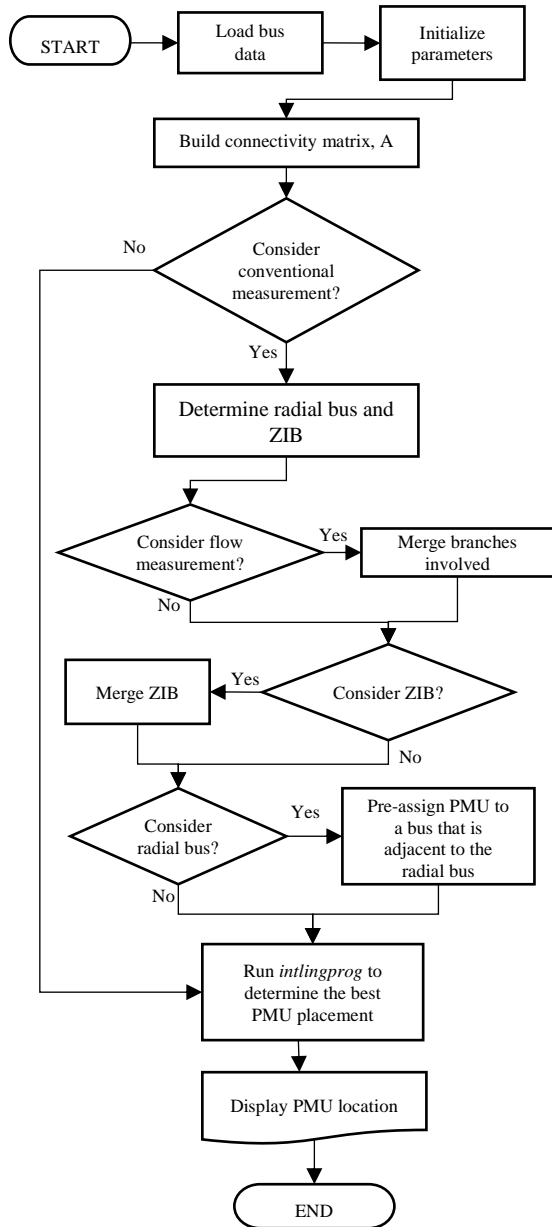 START
Load bus
data
Initialize
parameters
Build connectivity matrix, A
No
Consider
conventional
measurement?
Yes
Determine radial bus and
ZIB
Consider flow
measurement?
Yes
Merge branches
involved
No
Merge ZIB
Yes
Consider ZIB?
No
Consider
radial bus?
Yes
Pre-assign PMU to
a bus that is
adjacent to the
radial bus
No
Run intlingprog to
determine the best
PMU placement
Display PMU location
END